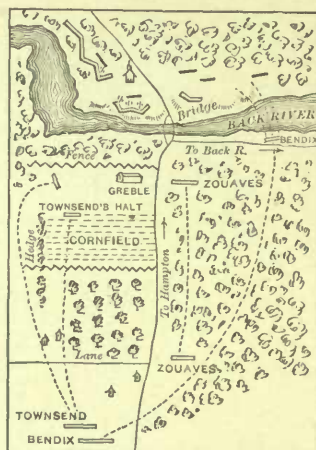 Bridge
BACK RIVER
BENDIX
To Back R.
Fence
GREBLE
ZOUAVES
TOWNSEND'S HALT
Hedge
CORNFIELD
To Hampton
Lane
ZOUAVES
TOWNSEND
BENDIX